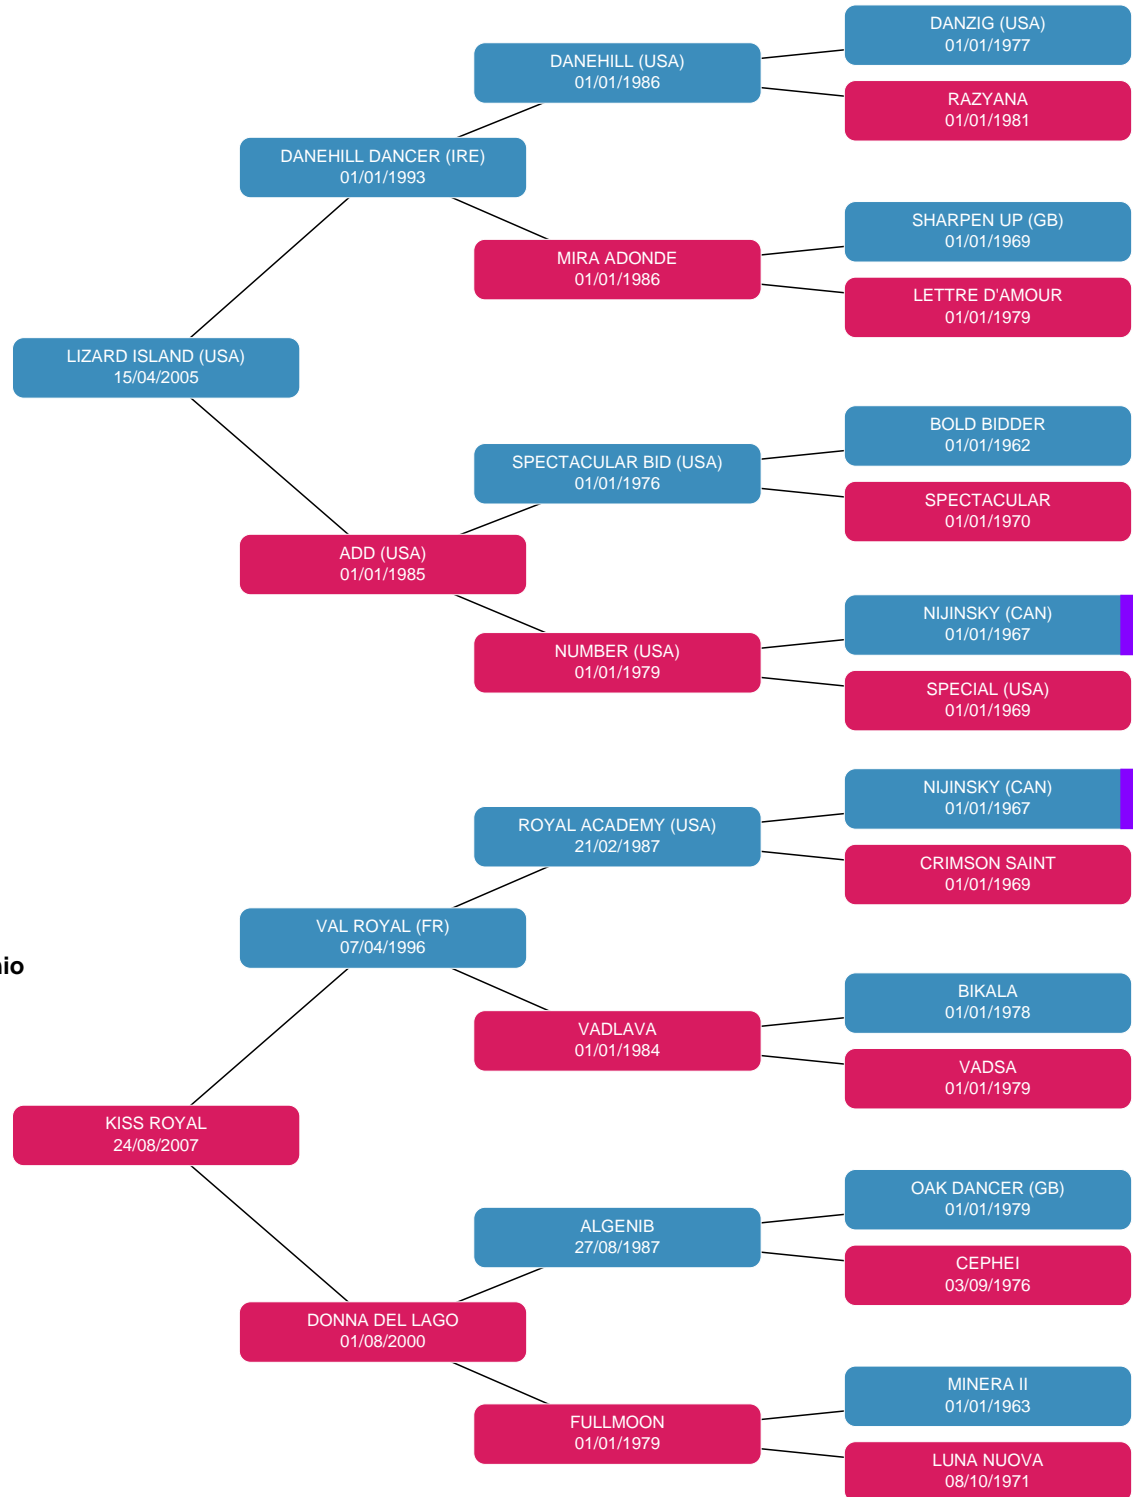 DANZIG (USA)
01/01/1977
DANEHILL (USA)
01/01/1986
RAZYANA
01/01/1981
DANEHILL DANCER (IRE)
01/01/1993
SHARPEN UP (GB)
01/01/1969
MIRA ADONDE
01/01/1986
LETTRE D'AMOUR
01/01/1979
LIZARD ISLAND (USA)
15/04/2005
BOLD BIDDER
01/01/1962
SPECTACULAR BID (USA)
01/01/1976
SPECTACULAR
01/01/1970
ADD (USA)
01/01/1985
NIJINSKY (CAN)
01/01/1967
NUMBER (USA)
01/01/1979
SPECIAL (USA)
01/01/1969
NIJINSKY (CAN)
01/01/1967
ROYAL ACADEMY (USA)
21/02/1987
CRIMSON SAINT
01/01/1969
VAL ROYAL (FR)
07/04/1996
nio
BIKALA
01/01/1978
VADLAVA
01/01/1984
VADSA
01/01/1979
KISS ROYAL
24/08/2007
OAK DANCER (GB)
01/01/1979
ALGENIB
27/08/1987
CEPHEI
03/09/1976
DONNA DEL LAGO
01/08/2000
MINERA II
01/01/1963
FULLMOON
01/01/1979
LUNA NUOVA
08/10/1971